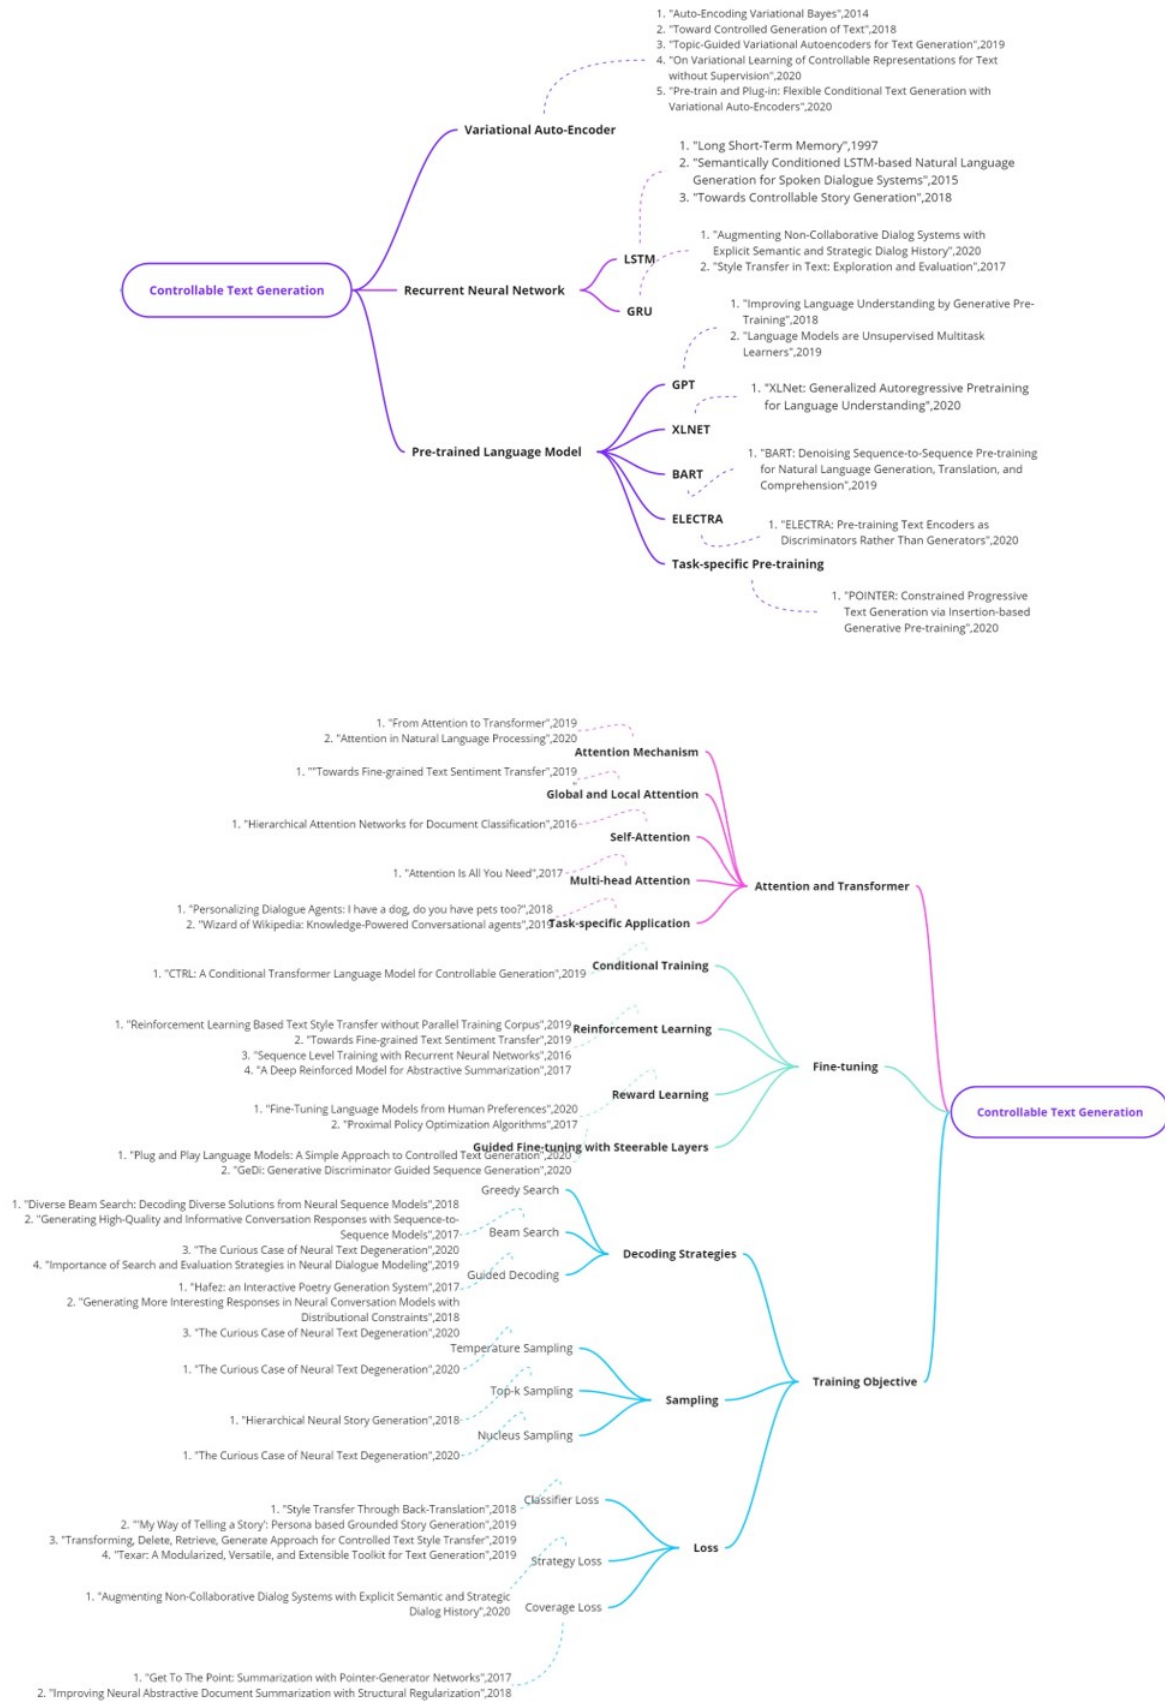 1. "Auto-Encoding Variational Bayes",2014
2. "Toward Controlled Generation of Text",2018
3. "Topic-Guided Variational Autoencoders for Text Generation",2019
4. "On Variational Learning of Controllable Representations for Text
without Supervision",2020
5. "Pre-train and Plug-in: Flexible Conditional Text Generation with
Variational Auto-Encoders",2020
Variational Auto-Encoder
1. "Long Short-Term Memory",1997
2. "Semantically Conditioned LSTM-based Natural Language
Generation for Spoken Dialogue Systems",2015
3. "Towards Controllable Story Generation",2018
1. "Augmenting Non-Collaborative Dialog Systems with
Explicit Semantic and Strategic Dialog History",2020
2. "Style Transfer in Text: Exploration and Evaluation",2017
LSTM
Controllable Text Generation
Recurrent Neural Network
GRU
1. "Improving Language Understanding by Generative Pre-
Training",2018
2. "Language Models are Unsupervised Multitask
Learners",2019
GPT
1. "XLNet: Generalized Autoregressive Pretraining
for Language Understanding",2020
XLNET
Pre-trained Language Model
1. "BART: Denoising Sequence-to-Sequence Pre-training
for Natural Language Generation, Translation, and
Comprehension",2019
BART
ELECTRA
1. "ELECTRA: Pre-training Text Encoders as
Discriminators Rather Than Generators",2020
Task-specific Pre-training
1. "POINTER: Constrained Progressive
Text Generation via Insertion-based
Generative Pre-training",2020
1. "From Attention to Transformer",2019
2. "Attention in Natural Language Processing",2020
Attention Mechanism
1. ""Towards Fine-grained Text Sentiment Transfer",2019
Global and Local Attention
1. "Hierarchical Attention Networks for Document Classification",2016
Self-Attention
1. "Attention Is All You Need",2017
Multi-head Attention
Attention and Transformer
1. "Personalizing Dialogue Agents: I have a dog, do you have pets too?",2018
2. "Wizard of Wikipedia: Knowledge-Powered Conversational agents",2019
Task-specific Application
Conditional Training
1. "CTRL: A Conditional Transformer Language Model for Controllable Generation",2019
1. "Reinforcement Learning Based Text Style Transfer without Parallel Training Corpus",2019
2. "Towards Fine-grained Text Sentiment Transfer",2019
3. "Sequence Level Training with Recurrent Neural Networks",2016
4. "A Deep Reinforced Model for Abstractive Summarization",2017
Reinforcement Learning
Fine-tuning
Reward Learning
1. "Fine-Tuning Language Models from Human Preferences",2020
2. "Proximal Policy Optimization Algorithms",2017
Controllable Text Generation
Guided Fine-tuning with Steerable Layers
1. "Plug and Play Language Models: A Simple Approach to Controlled Text Generation",2020
2. "GeDi: Generative Discriminator Guided Sequence Generation",2020
Greedy Search
1. "Diverse Beam Search: Decoding Diverse Solutions from Neural Sequence Models",2018
2. "Generating High-Quality and Informative Conversation Responses with Sequence-to-
Sequence Models",2017
3. "The Curious Case of Neural Text Degeneration",2020
4. "Importance of Search and Evaluation Strategies in Neural Dialogue Modeling",2019
Beam Search
Decoding Strategies
Guided Decoding
1. "Hafez: an Interactive Poetry Generation System",2017
2. "Generating More Interesting Responses in Neural Conversation Models with
Distributional Constraints",2018
3. "The Curious Case of Neural Text Degeneration",2020
Temperature Sampling
1. "The Curious Case of Neural Text Degeneration",2020
Training Objective
Top-k Sampling
Sampling
1. "Hierarchical Neural Story Generation",2018
Nucleus Sampling
1. "The Curious Case of Neural Text Degeneration",2020
Classifier Loss
1. "Style Transfer Through Back-Translation",2018
2. "'My Way of Telling a Story': Persona based Grounded Story Generation",2019
3. "Transforming, Delete, Retrieve, Generate Approach for Controlled Text Style Transfer",2019
4. "Texar: A Modularized, Versatile, and Extensible Toolkit for Text Generation",2019
Loss
Strategy Loss
1. "Augmenting Non-Collaborative Dialog Systems with Explicit Semantic and Strategic
Dialog History",2020
Coverage Loss
1. "Get To The Point: Summarization with Pointer-Generator Networks",2017
2. "Improving Neural Abstractive Document Summarization with Structural Regularization",2018